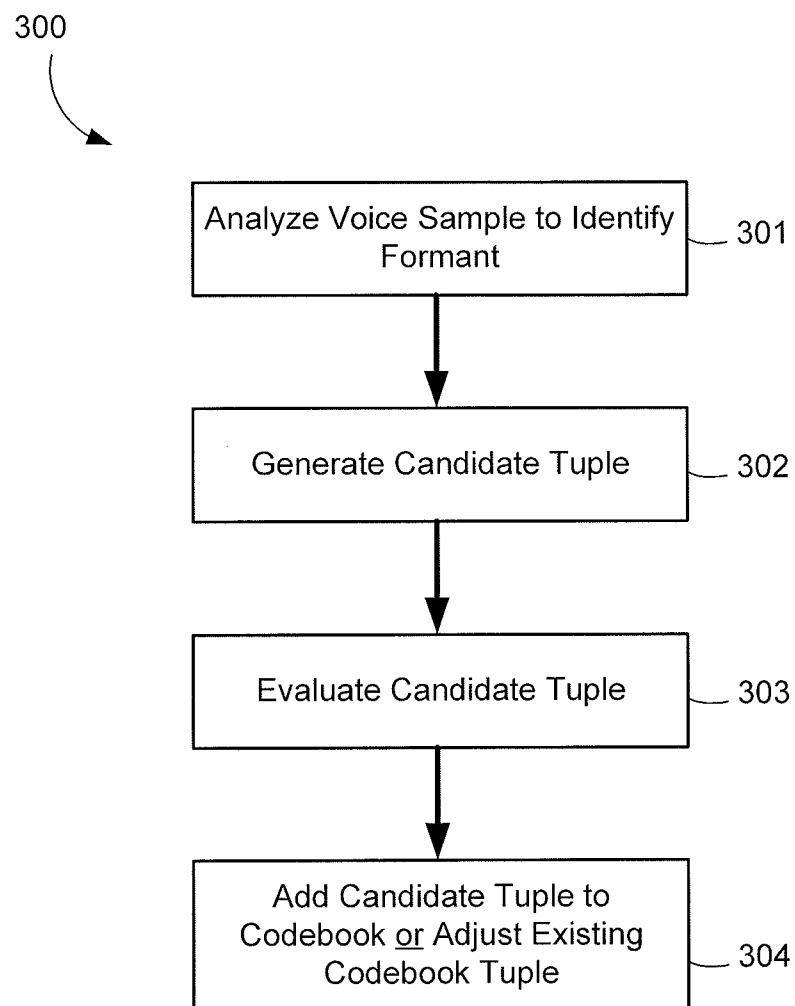 300
Analyze Voice Sample to Identify
Formant
301
Generate Candidate Tuple
302
Evaluate Candidate Tuple
303
Add Candidate Tuple to
Codebook or Adjust Existing
Codebook Tuple
304